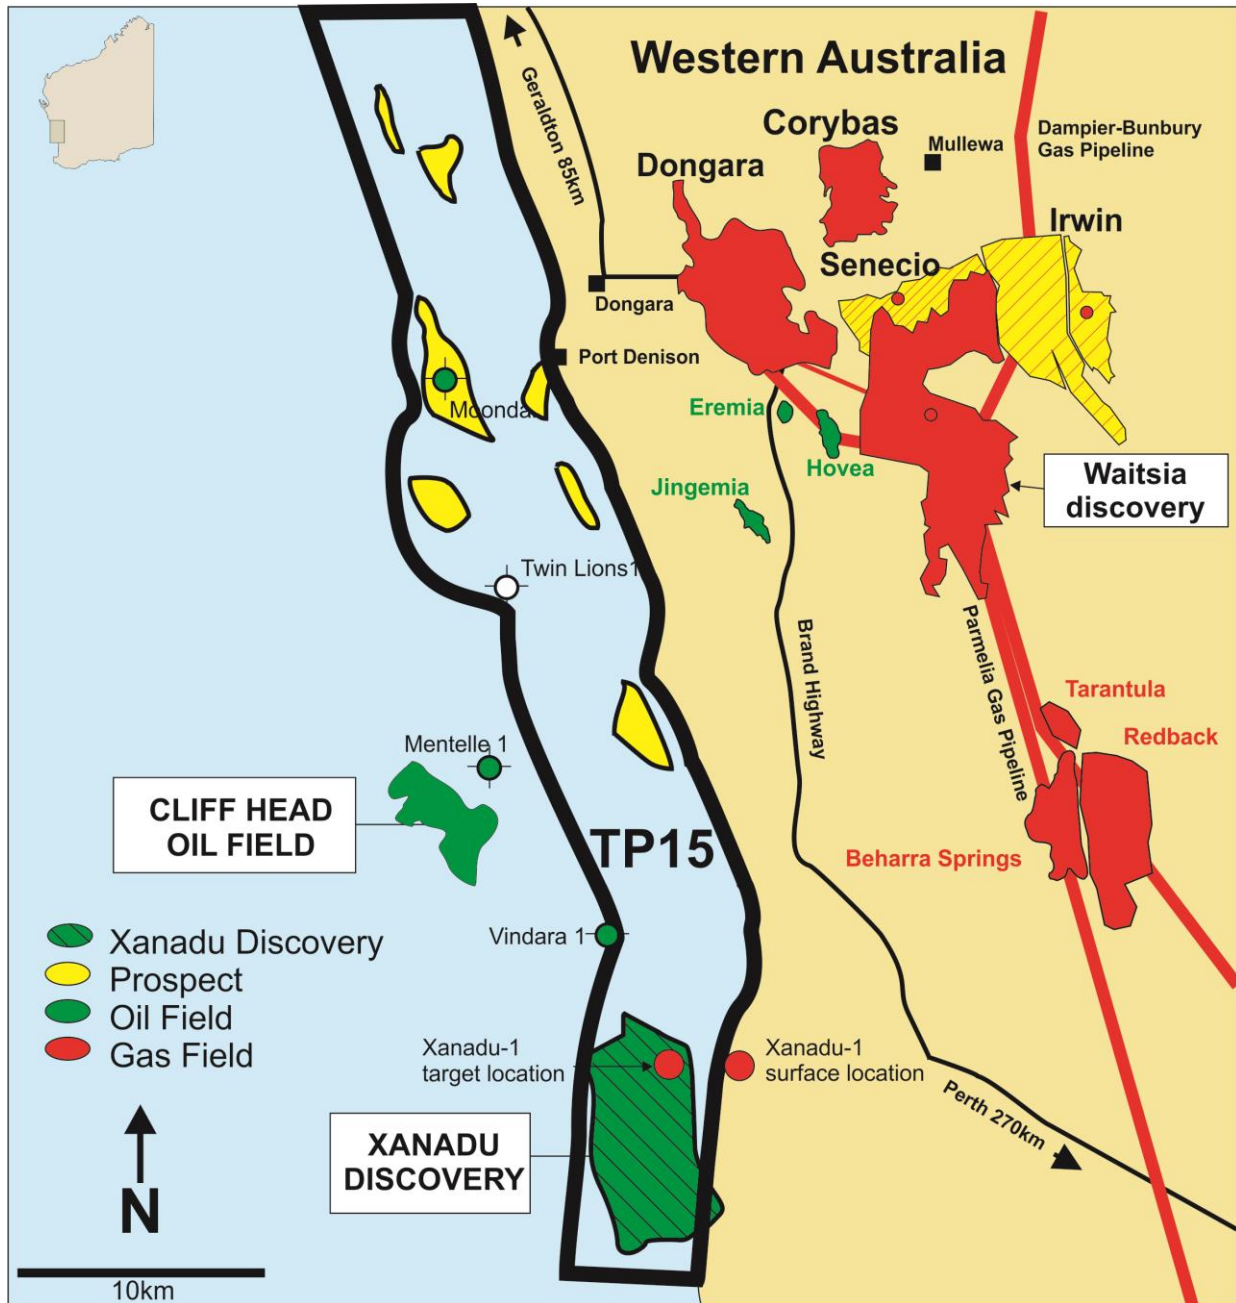 Western Australia
Geraldton 85km
Corybas
Mullewa
Dampier-Bunbury
Gas Pipeline
Dongara
Irwin
Senecio
Dongara
Port Denison
Eremia
Moonda
Hovea
Waitsia
discovery
Jingemia
Twin Lions1
Brand Highway
Parmelia Gas Pipeline
Tarantula
Redback
Mentelle 1
CLIFF HEAD
OIL FIELD
TP15
Beharra Springs
Vindara 1
Xanadu Discovery
Prospect
Oil Field
Gas Field
Xanadu-1
target location
Xanadu-1
surface location
Perth 270km
XANADU
DISCOVERY
N
10km